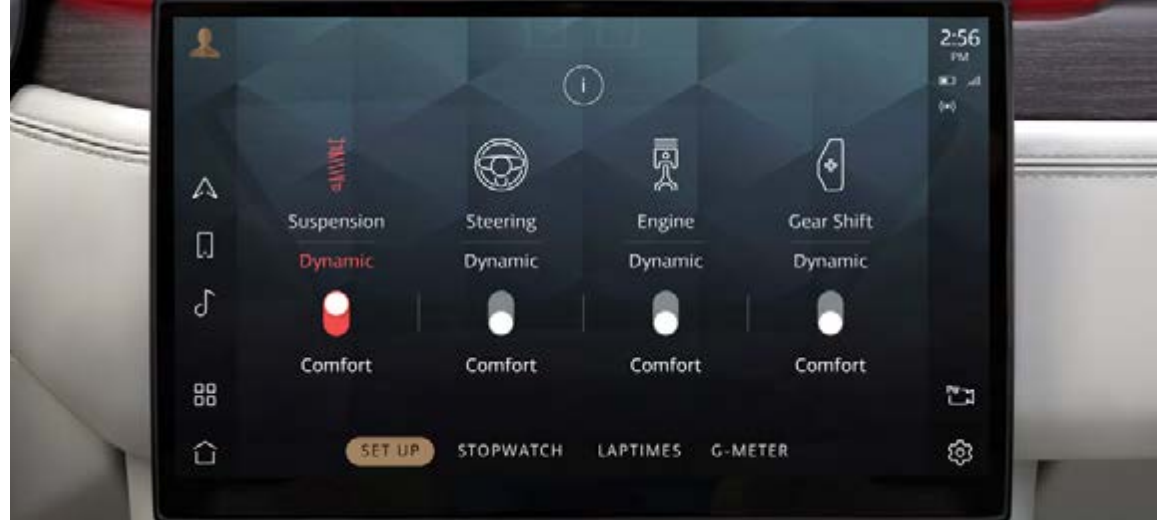 2:56
PM
i
Suspension Steering Engine Gear Shift
Dynamic Dynamic Dynamic Dynamic
Comfort Comfort Comfort Comfort
SET UP STOPWATCH LAPTIMES G-METER